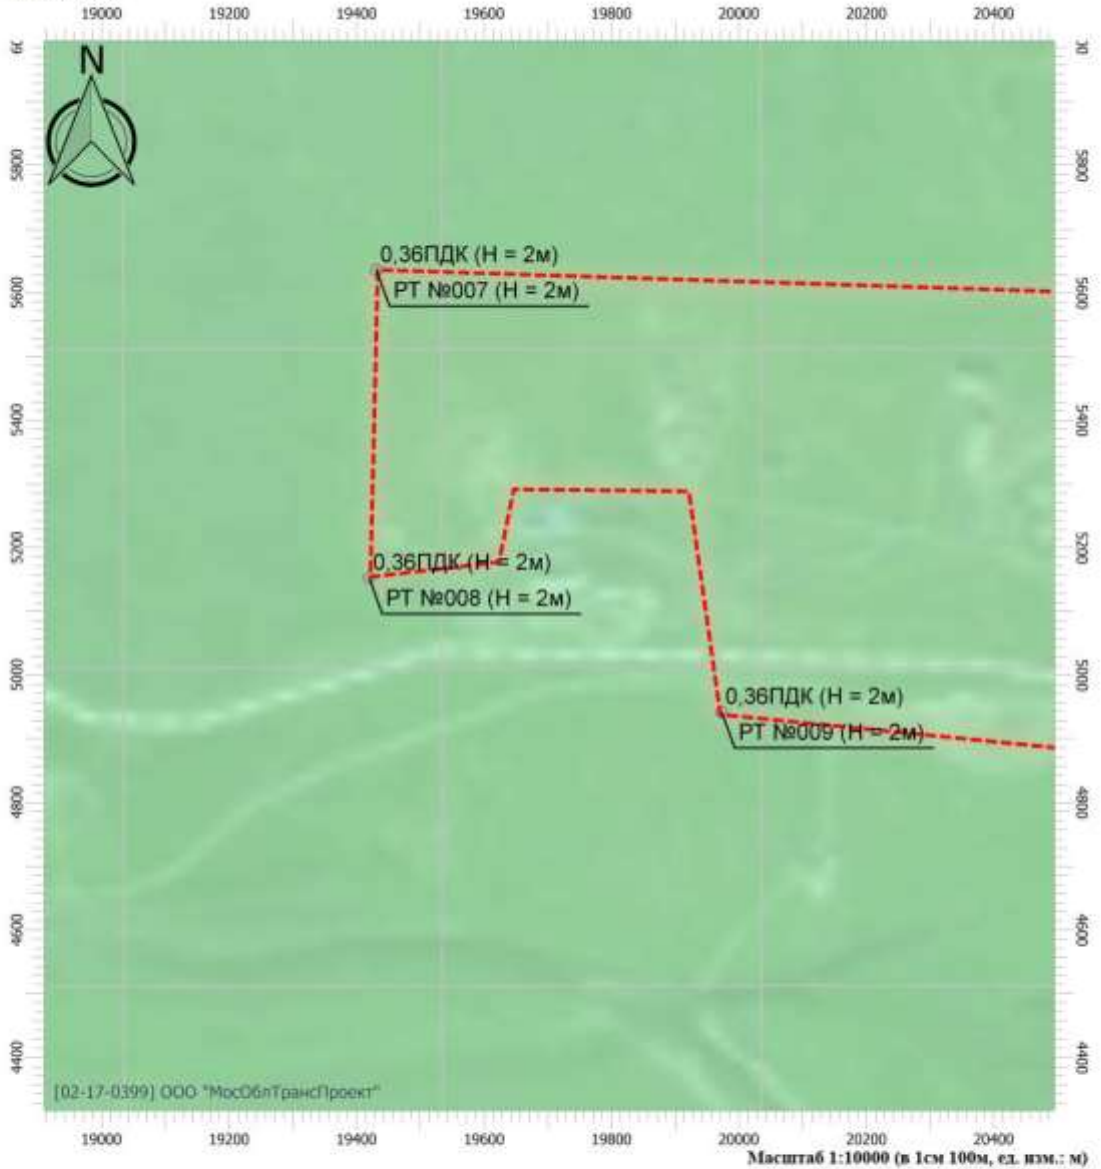 19000 19200 19400 19600 19800 20000 20200 20400
N
5800 5800
0,36ПДК (Н = 2м)
РТ №007 (Н = 2м)
5600 5600
5400 5400
5200 5200
0,36ПДК (Н = 2м)
РТ №008 (Н = 2м)
5000 5000
0,36ПДК (Н = 2м)
РТ №009 (Н = 2м)
4800 4800
4600 4600
4400 4400
[02-17-0399] ООО "МосОблТрансПроект"
19000 19200 19400 19600 19800 20000 20200 20400
Масштаб 1:10000 (в 1см 100м, ед. изм.: м)